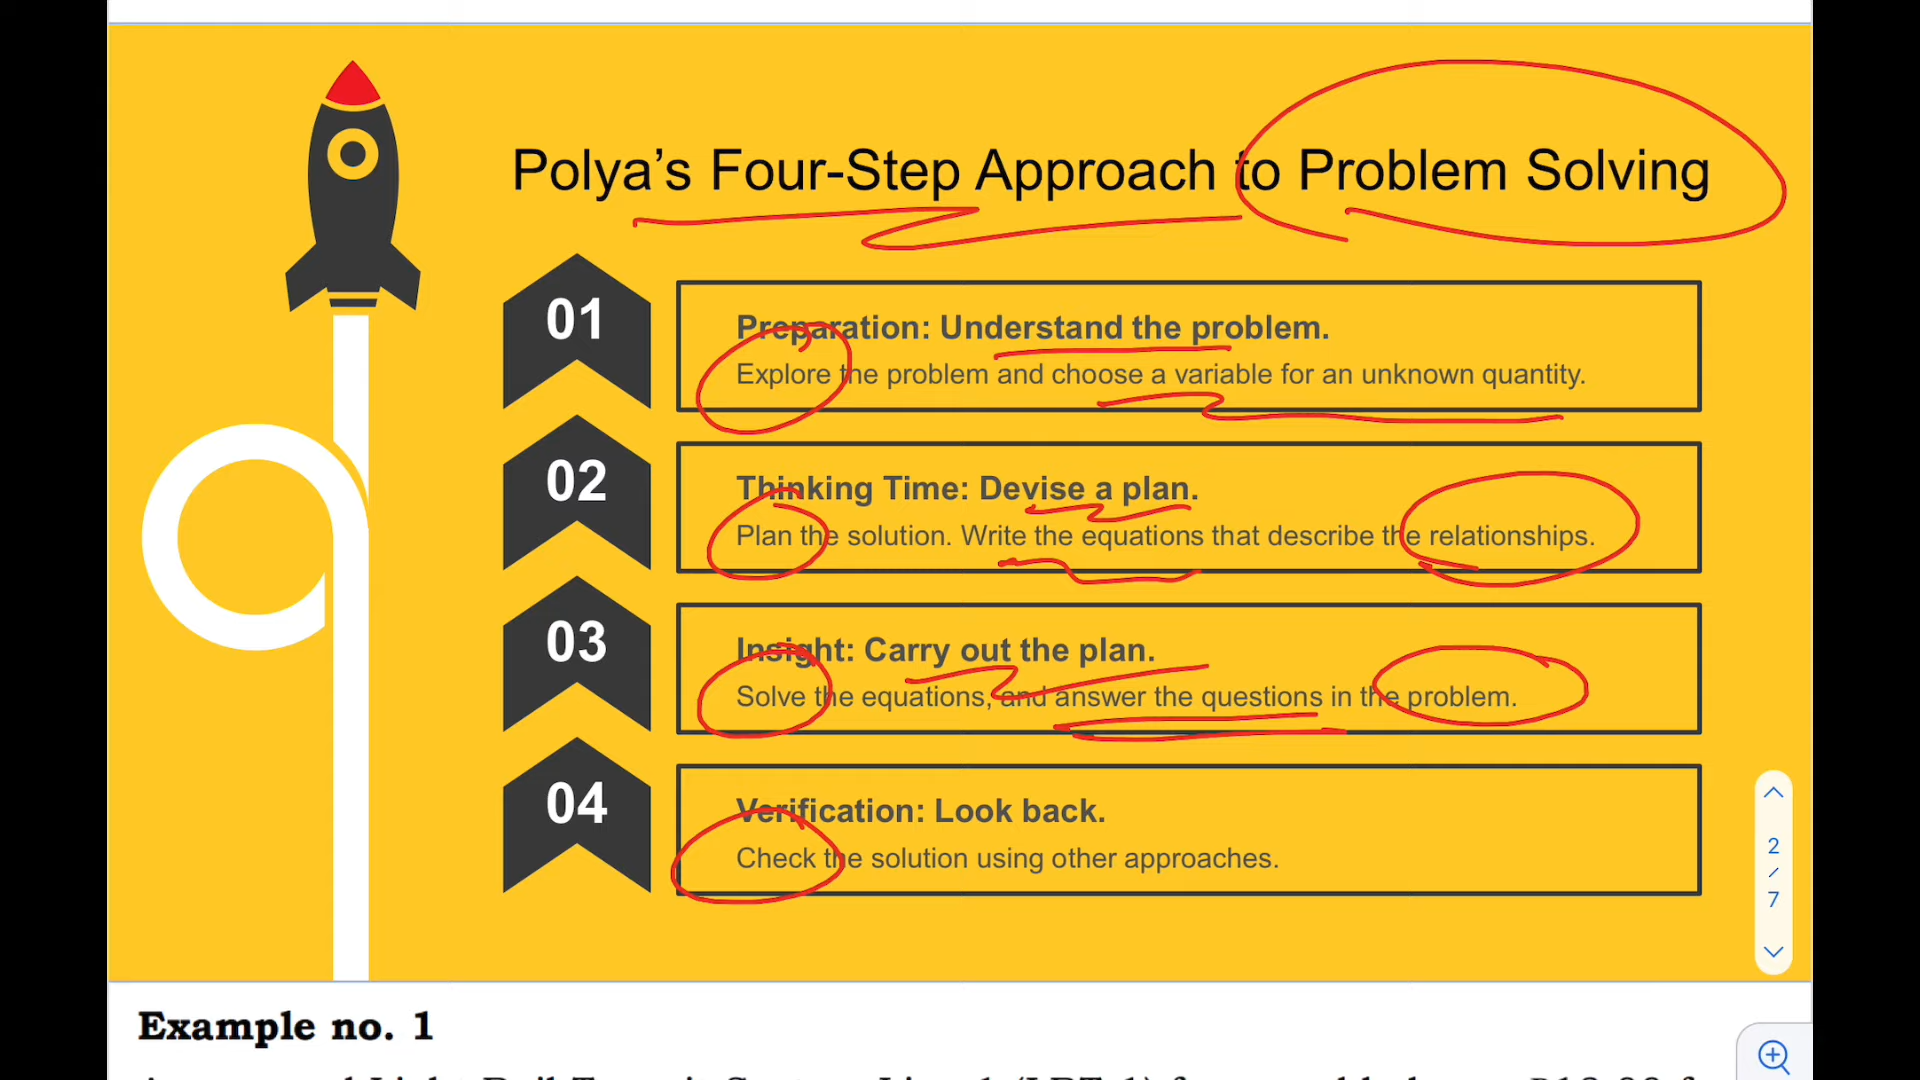 Polya's Four-Step Approach to Problem Solving
01
Preparation: Understand the problem.
Explore the problem and choose a variable for an unknown quantity.
02
Thinking Time: Devise a plan.
Plan the solution. Write the equations that describe the relationships.
03
Insight: Carry out the plan.
Solve the equations, and answer the questions in the problem.
04
Verification: Look back.
Check the solution using other approaches.
2
/
7
Example no. 1